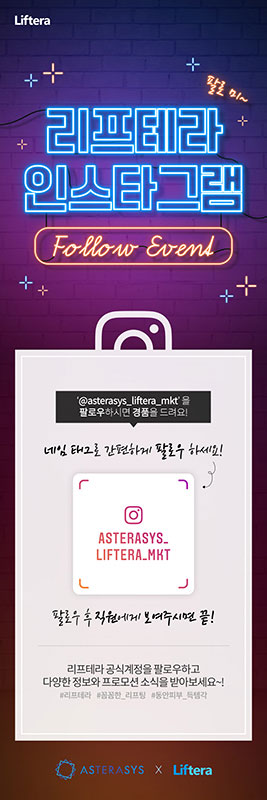 Liftera
팔로 미~
리프테라
인스타그램
Follow Event
'@asterasys_liftera_mkt' 을
팔로우하시면 경품을 드려요!
네임 태그로 간편하게 팔로우 하세요!
ASTERASYS_
LIFTERA_MKT
팔로우 후 직원에게 보여주시면 끝!
리프테라 공식계정을 팔로우하고
다양한 정보와 프로모션 소식을 받아보세요~!
#리프테라 #꼼꼼한_리프팅 #동안피부_득템각
ASTERASYS X Liftera